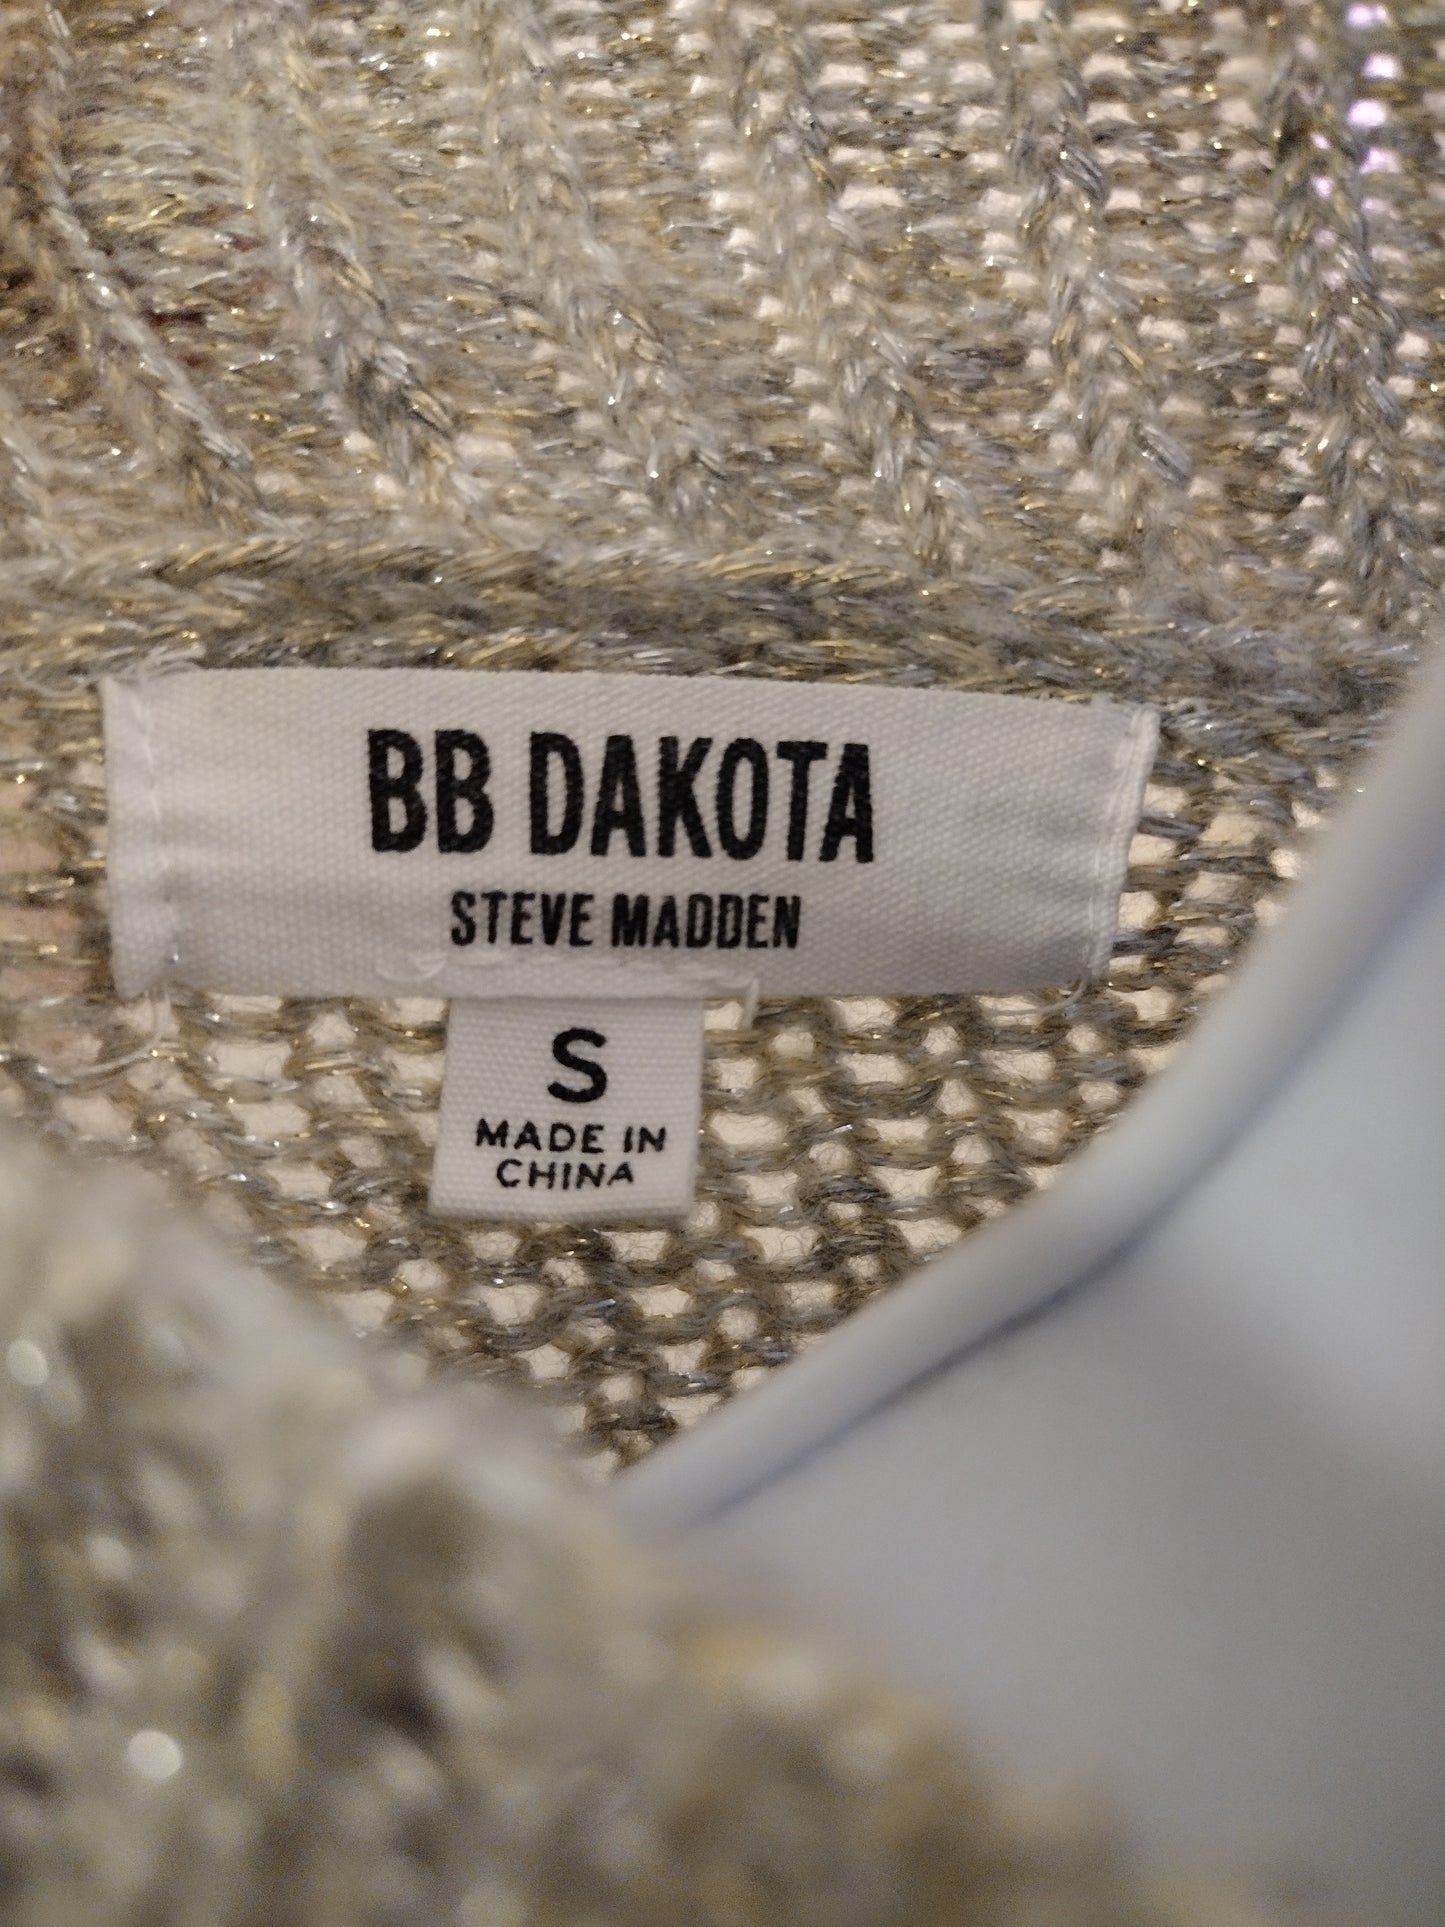 BB DAKOTA
STEVE MADDEN
S
MADE IN
CHINA